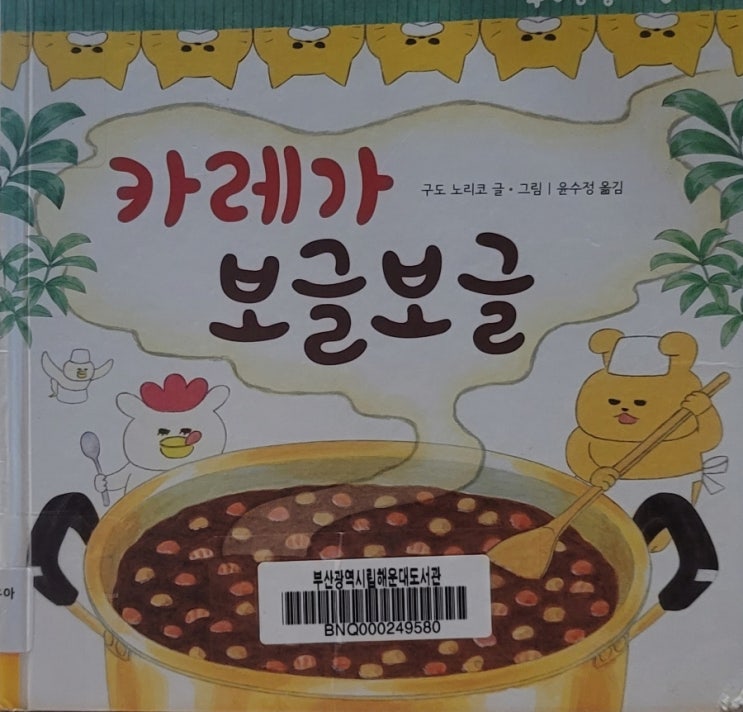 카레가
구도 노리코 글 · 그림 | 윤수정 옮김
보글보글
부산광역시립해운대도서관
BNQ000249580